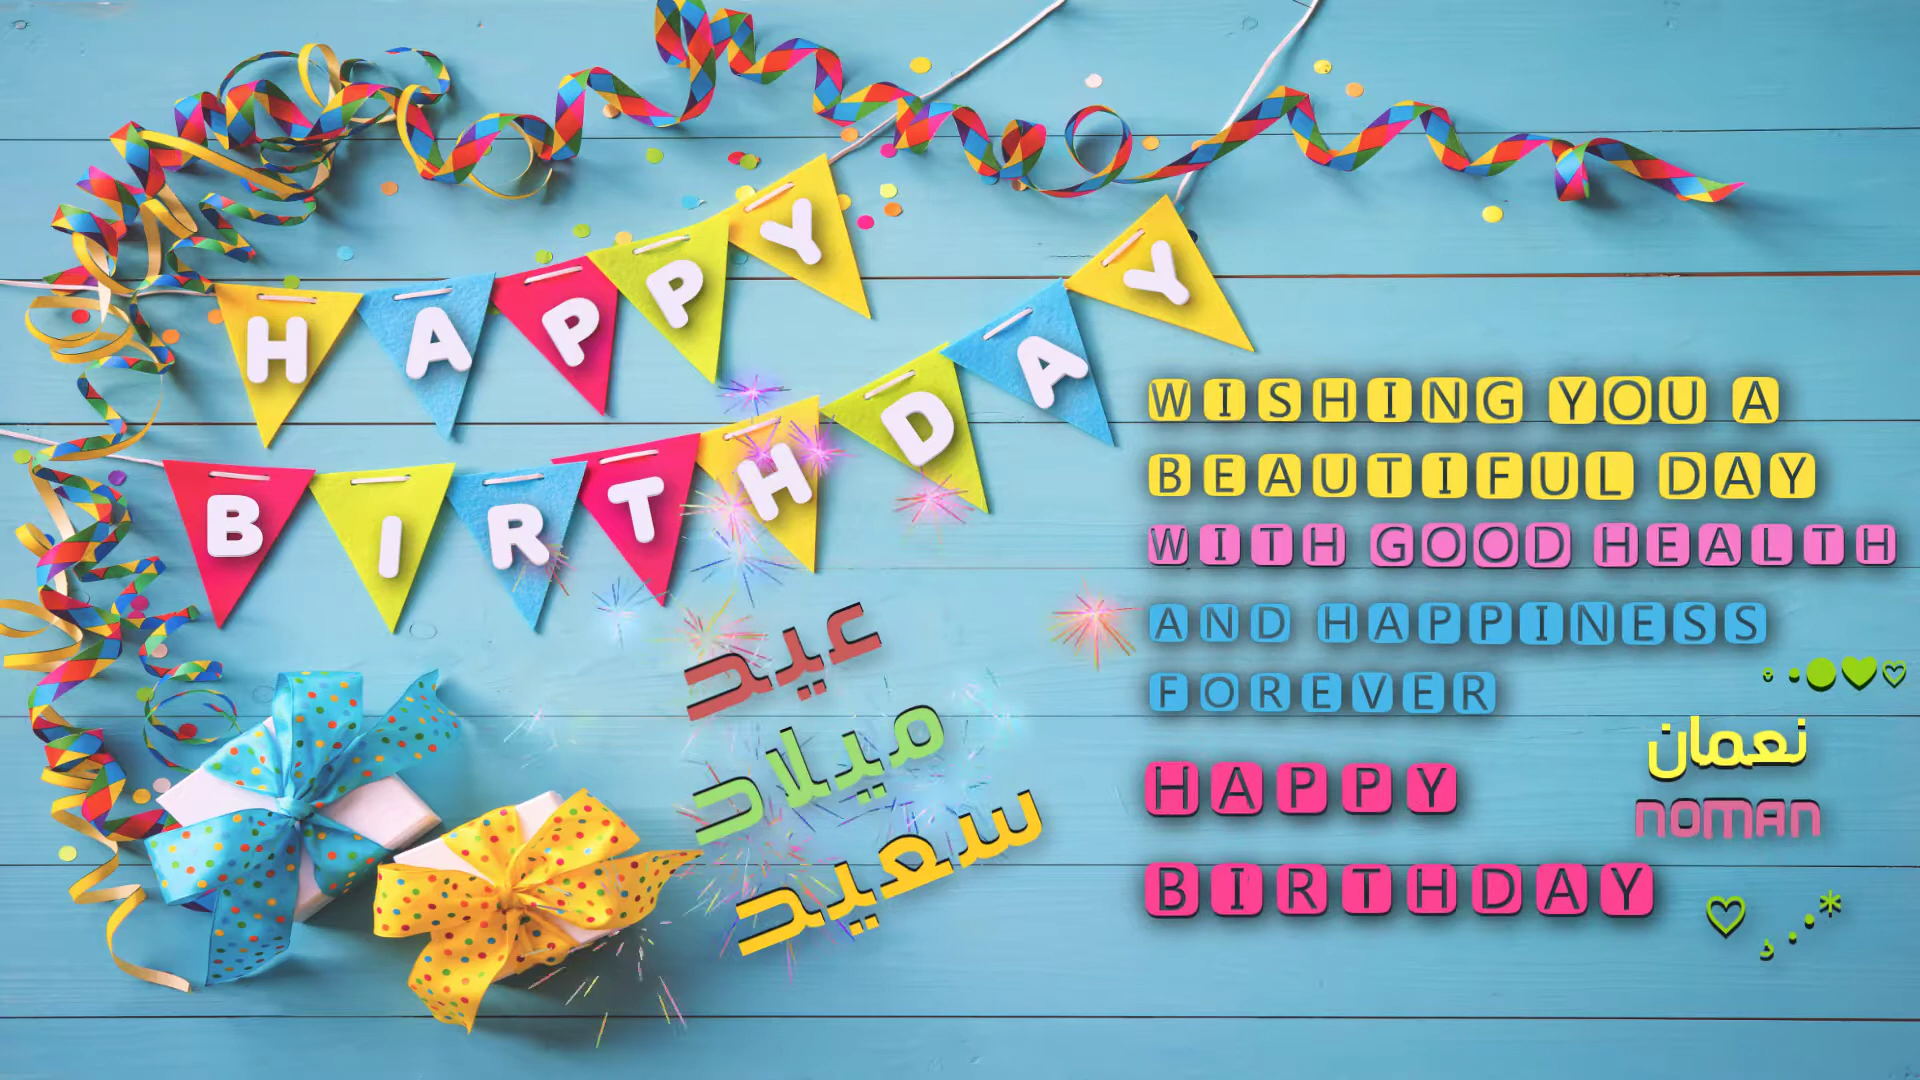 HAPPY
BIRTHDAY
عيد
ميلاد
سعيد
WISHING YOU A
BEAUTIFUL DAY
WITH GOOD HEALTH
AND HAPPINESS
FOREVER
HAPPY
BIRTHDAY
نعمان
NOMAN